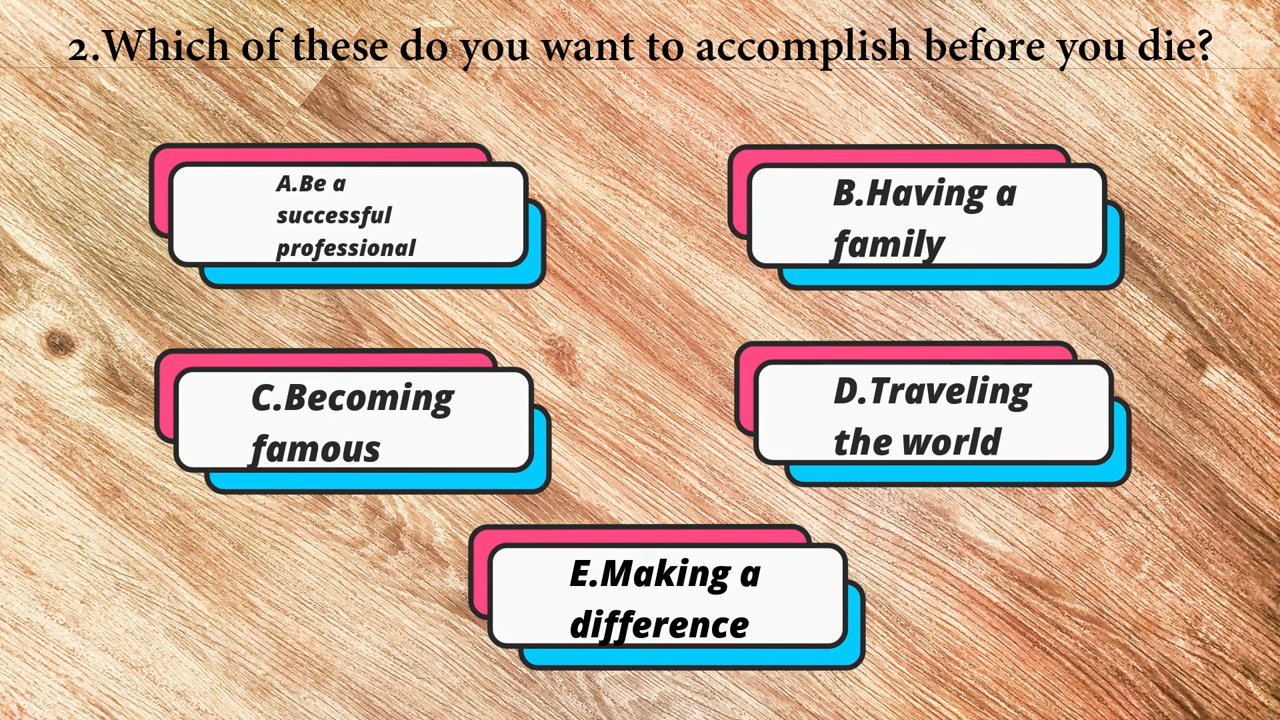 2.Which of these do you want to accomplish before you die?
A.Be a
successful
professional
B.Having a
family
C.Becoming
famous
D.Traveling
the world
E.Making a
difference